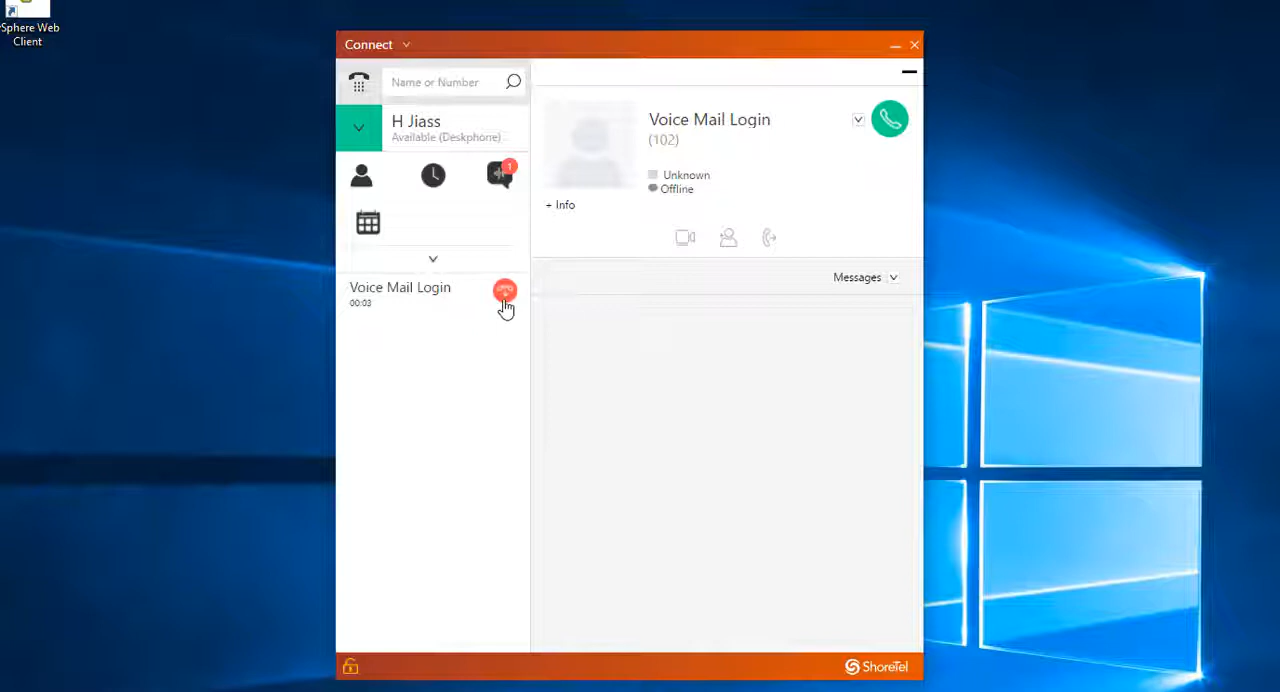 Sphere Web
Client
Connect
Name or Number
H Jiass
Available (Deskphone)
1
Voice Mail Login
00:03
Voice Mail Login
(102)
Unknown
Offline
+ Info
Messages
ShoreTel